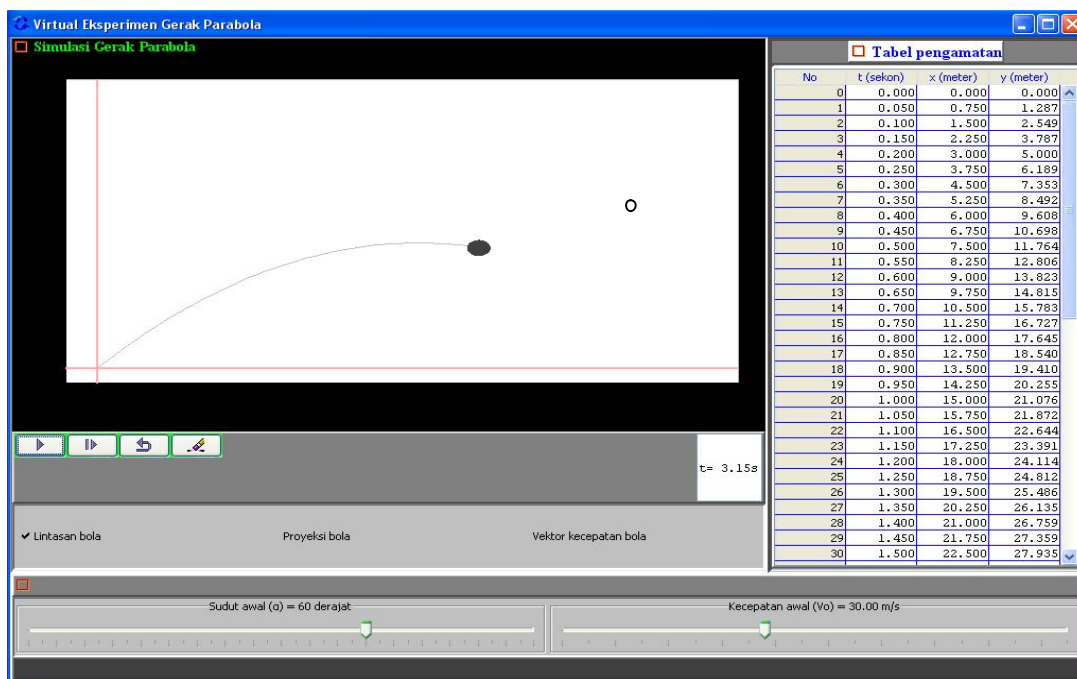 Virtual Eksperimen Gerak Parabola
Simulasi Gerak Parabola
t= 3.15s
Lintasan bola Proyeksi bola Vektor kecepatan bola
Tabel pengamatan
No t (sekon) x (meter) y (meter)
0 0.000 0.000 0.000
1 0.050 0.750 1.287
2 0.100 1.500 2.549
3 0.150 2.250 3.787
4 0.200 3.000 5.000
5 0.250 3.750 6.189
6 0.300 4.500 7.353
7 0.350 5.250 8.492
8 0.400 6.000 9.608
9 0.450 6.750 10.698
10 0.500 7.500 11.764
11 0.550 8.250 12.806
12 0.600 9.000 13.823
13 0.650 9.750 14.815
14 0.700 10.500 15.783
15 0.750 11.250 16.727
16 0.800 12.000 17.645
17 0.850 12.750 18.540
18 0.900 13.500 19.410
19 0.950 14.250 20.255
20 1.000 15.000 21.076
21 1.050 15.750 21.872
22 1.100 16.500 22.644
23 1.150 17.250 23.391
24 1.200 18.000 24.114
25 1.250 18.750 24.812
26 1.300 19.500 25.486
27 1.350 20.250 26.135
28 1.400 21.000 26.759
29 1.450 21.750 27.359
30 1.500 22.500 27.935
Sudut awal (α) = 60 derajat Kecepatan awal (Vo) = 30.00 m/s